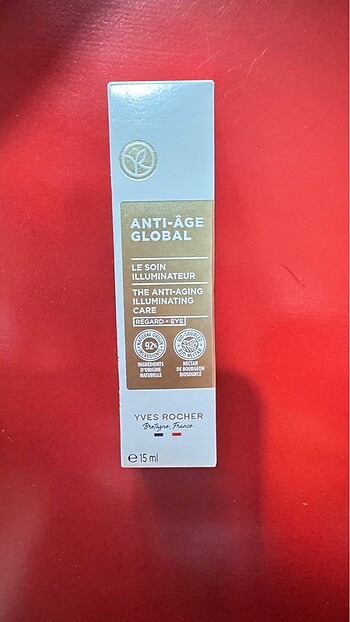 ANTI-ÂGE
GLOBAL
LE SOIN
ILLUMINATEUR
THE ANTI-AGING
ILLUMINATING
CARE
REGARD - EYE
92%
INGRÉDIENTS
D'ORIGINE
NATURELLE
NECTAR
DE BOURGEON
BIOSOURCÉ
YVES ROCHER
Bretagne, France
℮ 15 ml